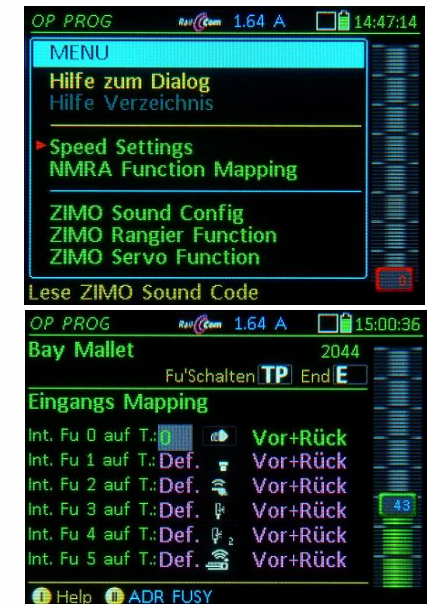 OP PROG RailCom 1.64 A 14:47:14
MENU
Hilfe zum Dialog
Hilfe Verzeichnis
Speed Settings
NMRA Function Mapping
ZIMO Sound Config
ZIMO Rangier Function
ZIMO Servo Function
0
Lese ZIMO Sound Code
OP PROG RailCom 1.64 A 15:00:36
Bay Mallet 2044
Fu'Schalten TP End E
Eingangs Mapping
Int. Fu 0 auf T.: 0 Vor+Rück
Int. Fu 1 auf T.: Def. Vor+Rück
Int. Fu 2 auf T.: Def. Vor+Rück
Int. Fu 3 auf T.: Def. Vor+Rück
43
Int. Fu 4 auf T.: Def. 2 Vor+Rück
Int. Fu 5 auf T.: Def. Vor+Rück
I Help II ADR FUSY